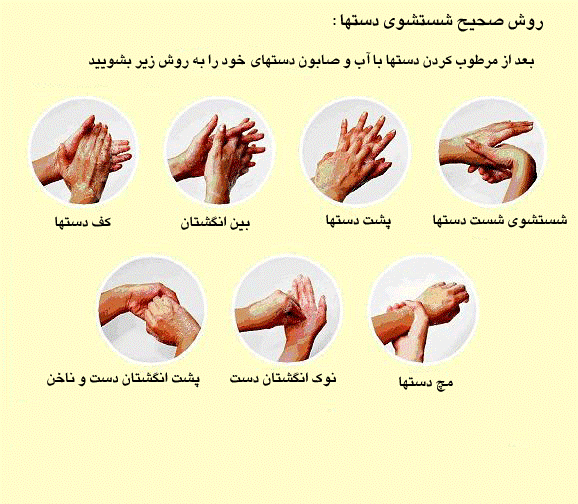 روش صحیح شستشوی دستها :
بعد از مرطوب کردن دستها با آب و صابون دستهای خود را به روش زیر بشویید
شستشوی شست دستها
پشت دستها
بین انگشتان
کف دستها
مچ دستها
نوک انگشتان دست
پشت انگشتان دست و ناخن